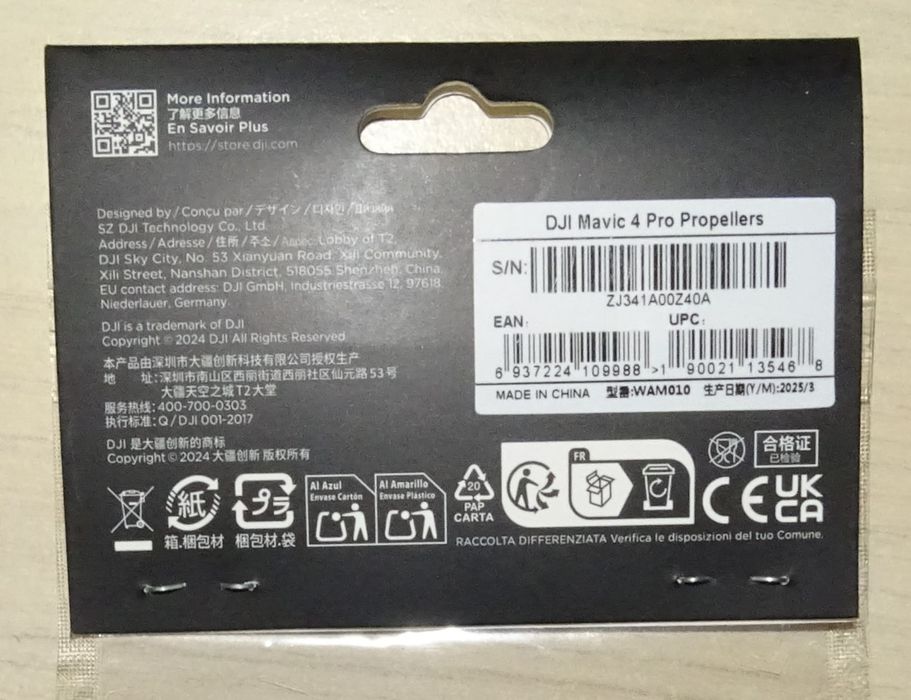 More Information
了解更多信息
En Savoir Plus
https://store.dji.com
Designed by / Conçu par / デザイン / 디자인 /
SZ DJI Technology Co., Ltd.
Address / Adresse / 住所 / 주소 / Адрес: Lobby of T2,
DJI Sky City, No. 53 Xianyuan Road, Xili Community,
Xili Street, Nanshan District, 518055 Shenzhen, China.
EU contact address: DJI GmbH, Industriestrasse 12, 97618,
Niederlauer, Germany.
DJI is a trademark of DJI
Copyright © 2024 DJI All Rights Reserved
本产品由深圳市大疆创新科技有限公司授权生产
地 址: 深圳市南山区西丽街道西丽社区仙元路53号
大疆天空之城T2大堂
服务热线: 400-700-0303
执行标准: Q / DJI 001-2017
DJI 是大疆创新的商标
Copyright © 2024 大疆创新 版权所有
DJI Mavic 4 Pro Propellers
S/N:
ZJ341A00Z40A
EAN: UPC:
6 937224 109988 >1 90021 13546 8
MADE IN CHINA 型番:WAM010 生产日期(Y/M):2025/3
合格证
已检验
紙
箱.梱包材
プラ
梱包材.袋
Al Azul
Envase Cartón
Al Amarillo
Envase Plástico
20
PAP
CARTA
FR
CE
UK
CA
RACCOLTA DIFFERENZIATA Verifica le disposizioni del tuo Comune.